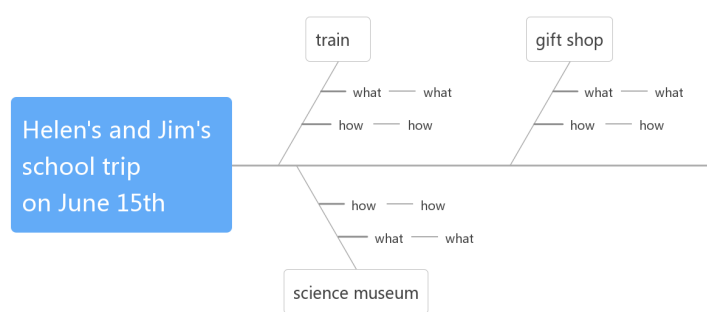 train
gift shop
what what
what what
how how
how how
Helen's and Jim's
school trip
on June 15th
how how
what what
science museum